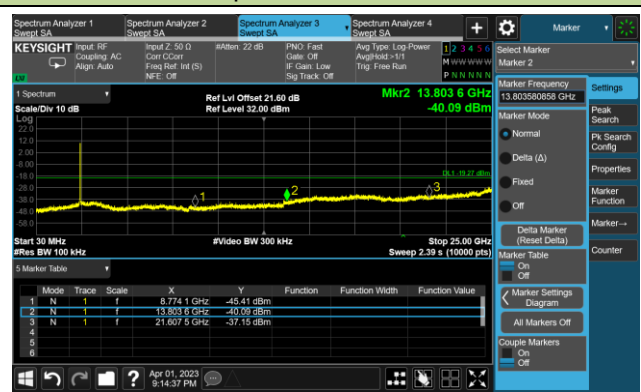 Spectrum Analyzer 1
Swept SA
Spectrum Analyzer 2
Swept SA
Spectrum Analyzer 3
Swept SA
Spectrum Analyzer 4
Swept SA
Marker
KEYSIGHT
Input: RF
Coupling: AC
Align: Auto
Input Z: 50 Ω
Corr CCorr
Freq Ref: Int (S)
NFE: Off
#Atten: 22 dB
PNO: Fast
Gate: Off
IF Gain: Low
Sig Track: Off
Avg Type: Log-Power
Avg|Hold:>1/1
Trig: Free Run
1 2 3 4 5 6
M W W W W W
P N N N N N
LXI
1 Spectrum
Scale/Div 10 dB
Ref Lvl Offset 21.60 dB
Ref Level 32.00 dBm
Mkr2 13.803 6 GHz
-40.09 dBm
Log
22.0
12.0
2.00
-8.00
-18.0
-28.0
-38.0
-48.0
-58.0
DL1 -19.27 dBm
1
2
3
Start 30 MHz
#Res BW 100 kHz
#Video BW 300 kHz
Stop 25.00 GHz
Sweep 2.39 s (10000 pts)
5 Marker Table
Mode Trace Scale X Y Function Function Width Function Value
1 N 1 f 8.774 1 GHz -45.41 dBm
2 N 1 f 13.803 6 GHz -40.09 dBm
3 N 1 f 21.607 5 GHz -37.15 dBm
4
5
6
Select Marker
Marker 2
Marker Frequency
13.803580858 GHz
Marker Mode
Normal
Delta (Δ)
Fixed
Off
Delta Marker
(Reset Delta)
Marker Table
On
Off
Marker Settings
Diagram
All Markers Off
Couple Markers
On
Off
Settings
Peak
Search
Pk Search
Config
Properties
Marker
Function
Marker→
Counter
Apr 01, 2023
9:14:37 PM